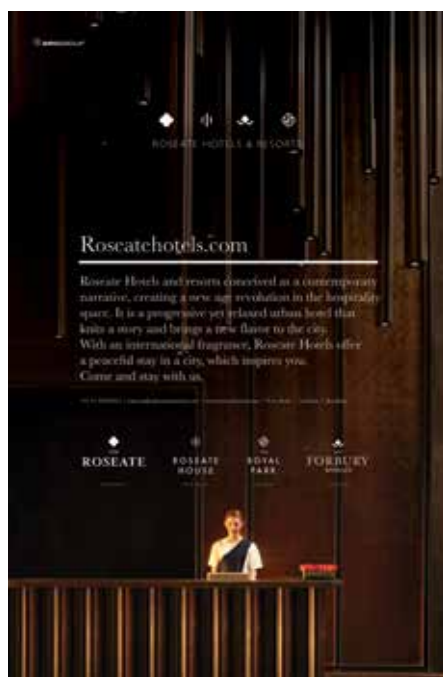 ROSEATE HOTELS & RESORTS
Roseatehotels.com
Roseate Hotels and resorts conceived as a contemporary
narrative, creating a new age revolution in the hospitality
space. It is a progressive yet relaxed urban hotel that
knits a story and brings a new flavor to the city.
With an international fragrance, Roseate Hotels offer
a peaceful stay in a city, which inspires you.
Come and stay with us.
ROSEATE
ROSEATE
HOUSE
ROYAL
PARK
FORBURY